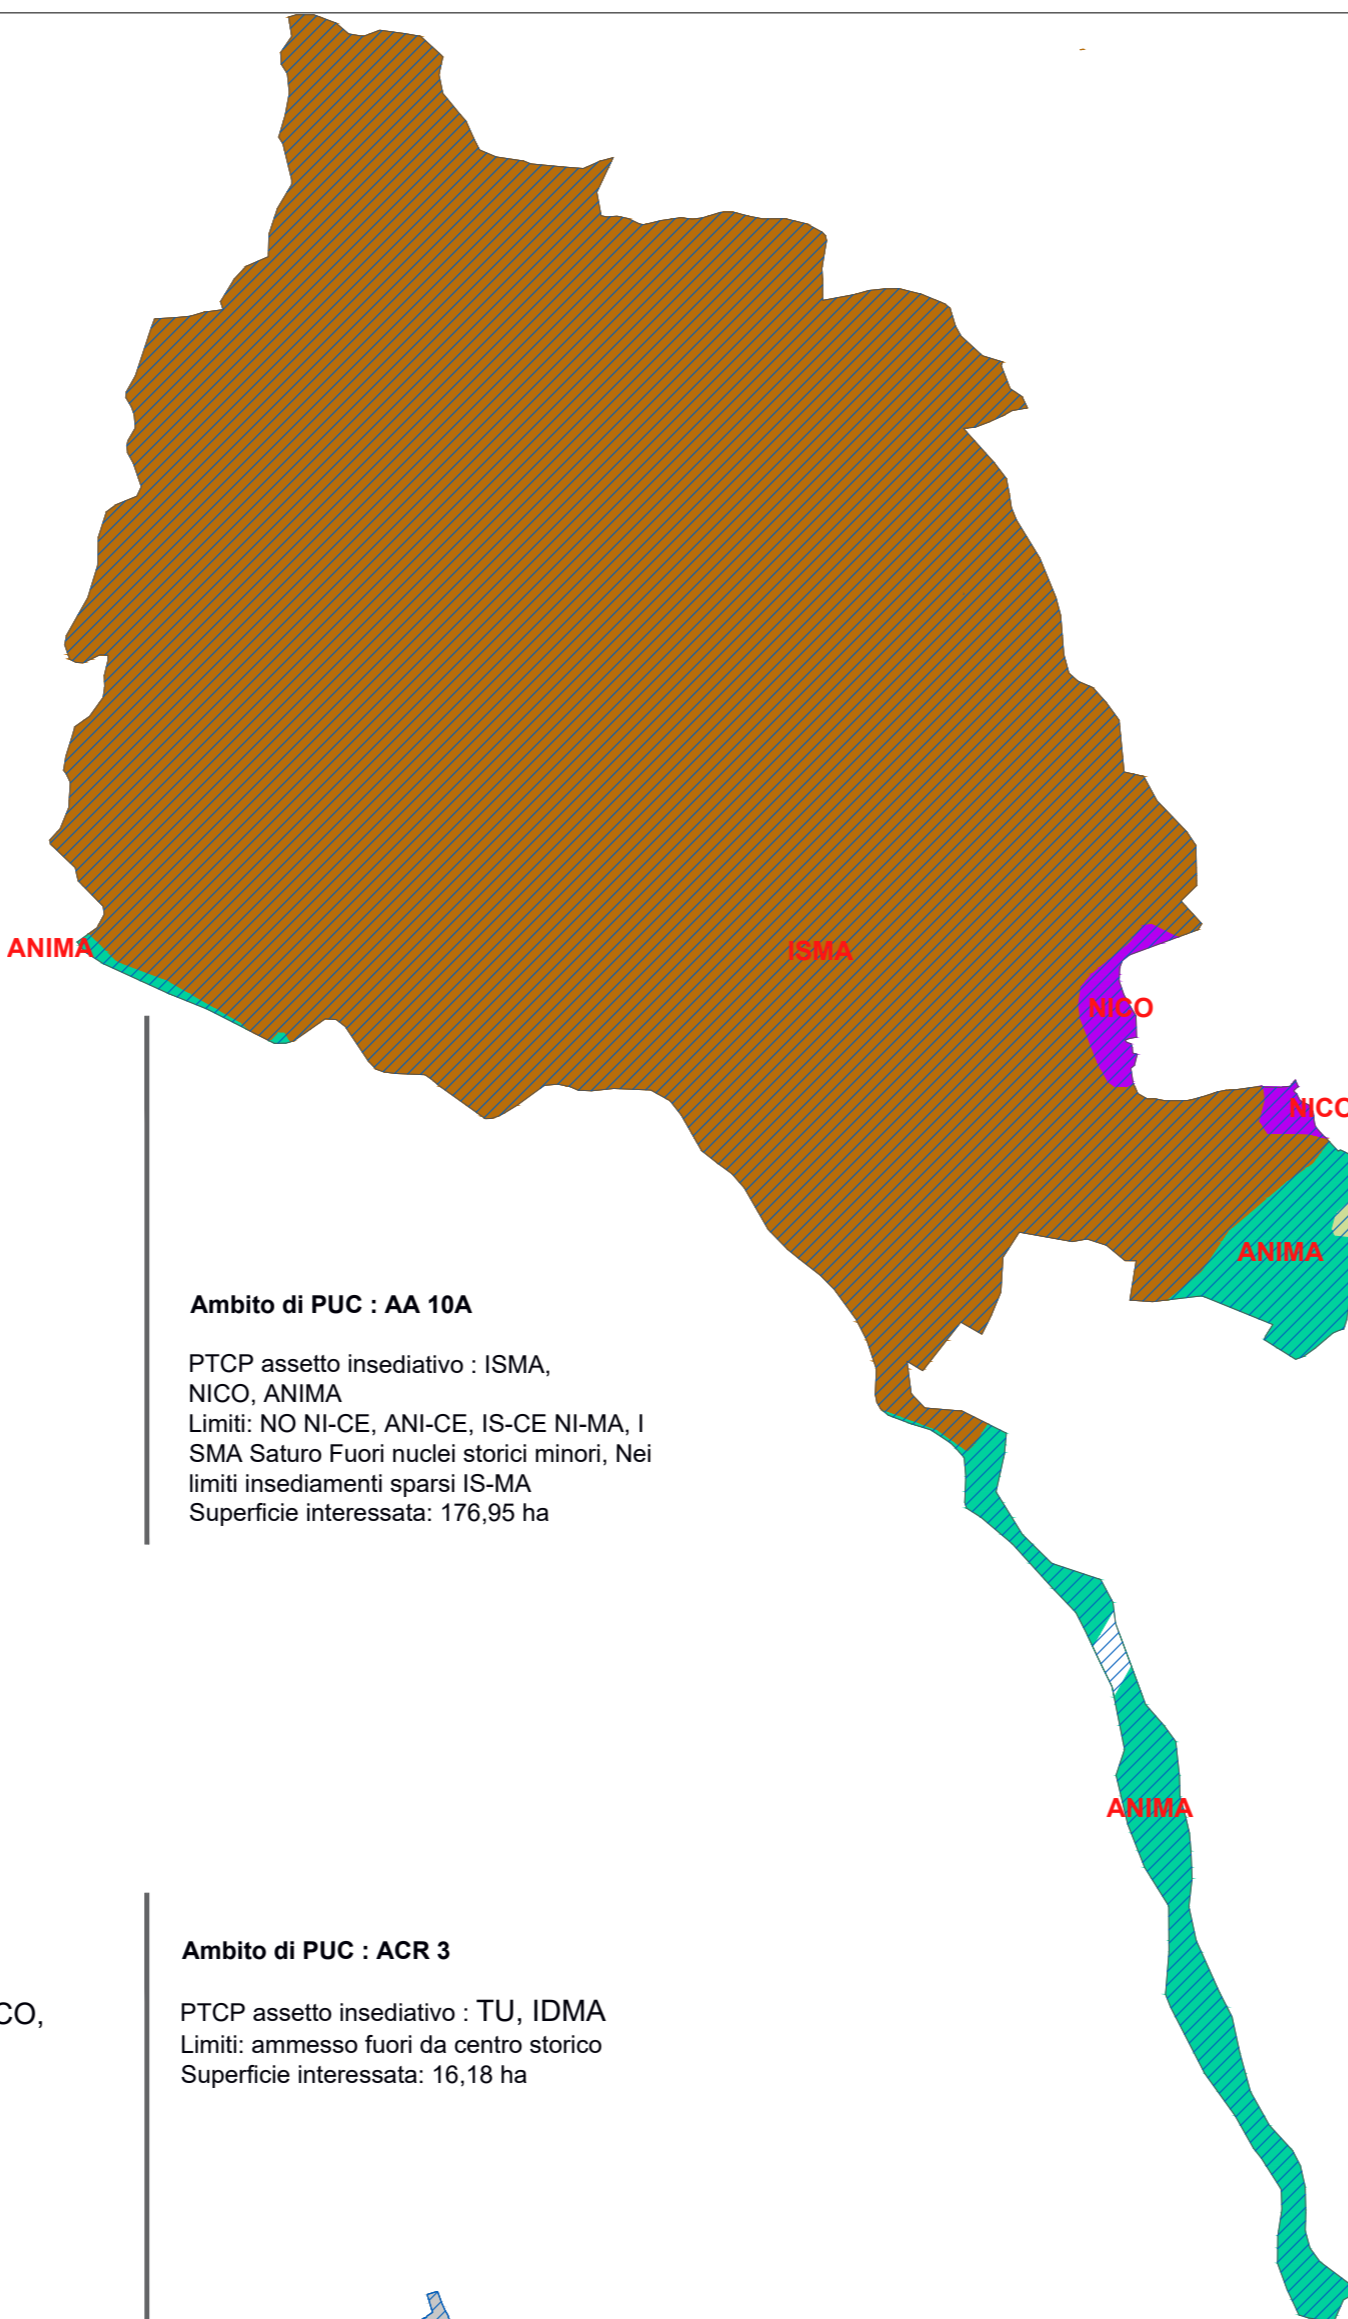 ANIMA
ISMA
NICO
NICO
ANIMA
Ambito di PUC : AA 10A
PTCP assetto insediativo : ISMA,
NICO, ANIMA
Limiti: NO NI-CE, ANI-CE, IS-CE NI-MA, I
SMA Saturo Fuori nuclei storici minori, Nei
limiti insediamenti sparsi IS-MA
Superficie interessata: 176,95 ha
ANIMA
Ambito di PUC : ACR 3
PTCP assetto insediativo : TU, IDMA
CO,
Limiti: ammesso fuori da centro storico
Superficie interessata: 16,18 ha